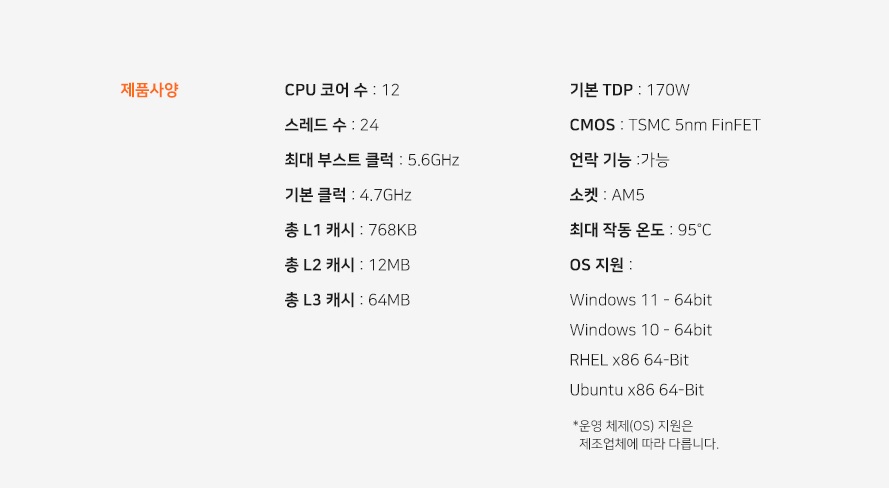 제품사양
CPU 코어 수 : 12
스레드 수 : 24
최대 부스트 클럭 : 5.6GHz
기본 클럭 : 4.7GHz
총 L1 캐시 : 768KB
총 L2 캐시 : 12MB
총 L3 캐시 : 64MB
기본 TDP : 170W
CMOS : TSMC 5nm FinFET
언락 기능 :가능
소켓 : AM5
최대 작동 온도 : 95°C
OS 지원 :
Windows 11 - 64bit
Windows 10 - 64bit
RHEL x86 64-Bit
Ubuntu x86 64-Bit
*운영 체제(OS) 지원은
제조업체에 따라 다릅니다.